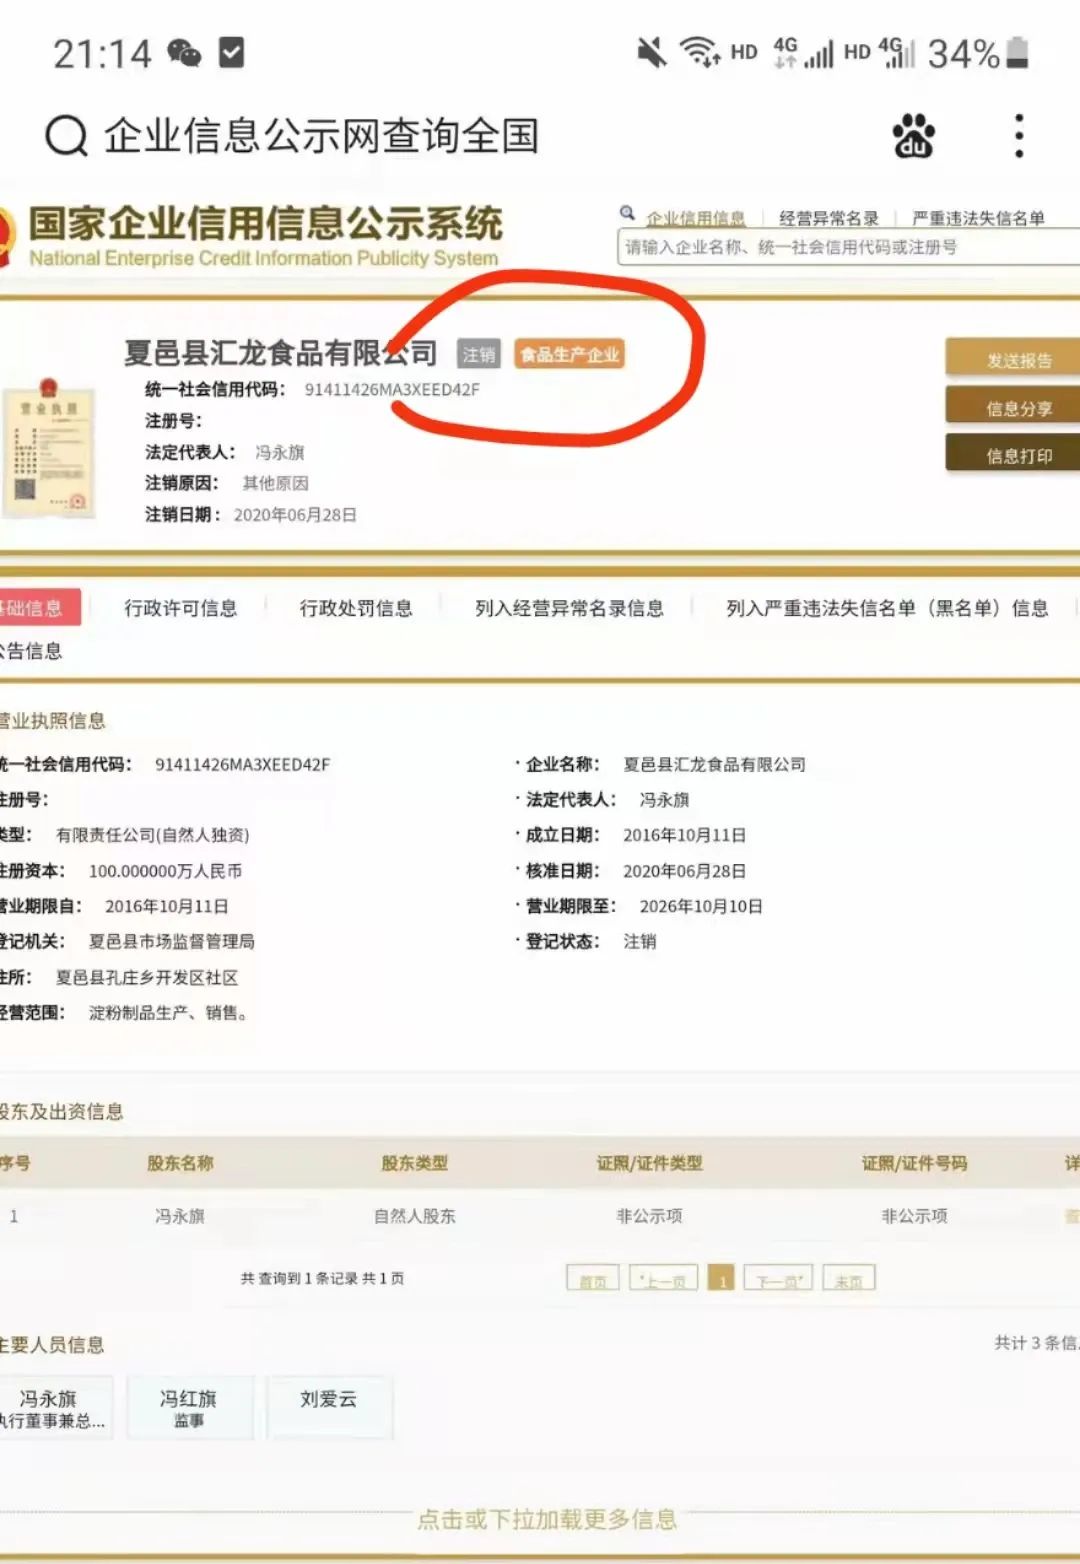 21:14 HD 4G HD 4G 34%
企业信息公示网查询全国 du
国家企业信用信息公示系统
National Enterprise Credit Information Publicity System
企业信用信息 经营异常名录 严重违法失信名单
请输入企业名称、统一社会信用代码或注册号
夏邑县汇龙食品有限公司 注销 食品生产企业
统一社会信用代码： 91411426MA3XEED42F
注册号：
法定代表人： 冯永旗
注销原因： 其他原因
注销日期： 2020年06月28日
发送报告
信息分享
信息打印
营业执照
基础信息 行政许可信息 行政处罚信息 列入经营异常名录信息 列入严重违法失信名单（黑名单）信息
公告信息
营业执照信息
统一社会信用代码： 91411426MA3XEED42F · 企业名称： 夏邑县汇龙食品有限公司
注册号： · 法定代表人： 冯永旗
类型： 有限责任公司(自然人独资) · 成立日期： 2016年10月11日
注册资本： 100.000000万人民币 · 核准日期： 2020年06月28日
营业期限自： 2016年10月11日 · 营业期限至： 2026年10月10日
登记机关： 夏邑县市场监督管理局 · 登记状态： 注销
住所： 夏邑县孔庄乡开发区社区
经营范围： 淀粉制品生产、销售。
股东及出资信息
序号 股东名称 股东类型 证照/证件类型 证照/证件号码 详
1 冯永旗 自然人股东 非公示项 非公示项 查
共 查询到 1 条记录 共 1 页 首页 上一页 1 下一页 末页
主要人员信息 共计 3 条信
冯永旗 冯红旗 刘爱云
执行董事兼总... 监事
点击或下拉加载更多信息